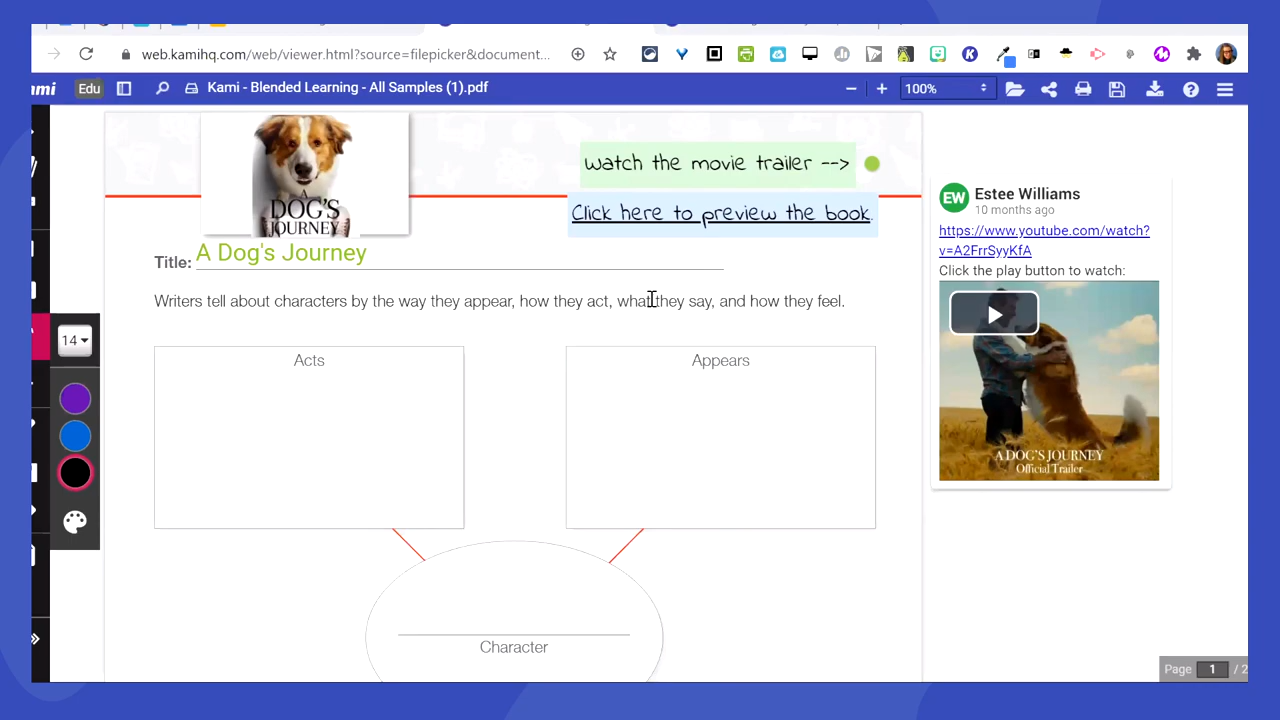 web.kamihq.com/web/viewer.html?source=filepicker&document...
Edu
Kami - Blended Learning - All Samples (1).pdf
100%
A
DOG'S
JOURNEY
Watch the movie trailer -->
Click here to preview the book.
Title: A Dog's Journey
Writers tell about characters by the way they appear, how they act, what they say, and how they feel.
14
Acts
Appears
Character
EW
Estee Williams
10 months ago
https://www.youtube.com/watch?
v=A2FrrSyyKfA
Click the play button to watch:
A DOG'S JOURNEY
Official Trailer
Page 1 / 2